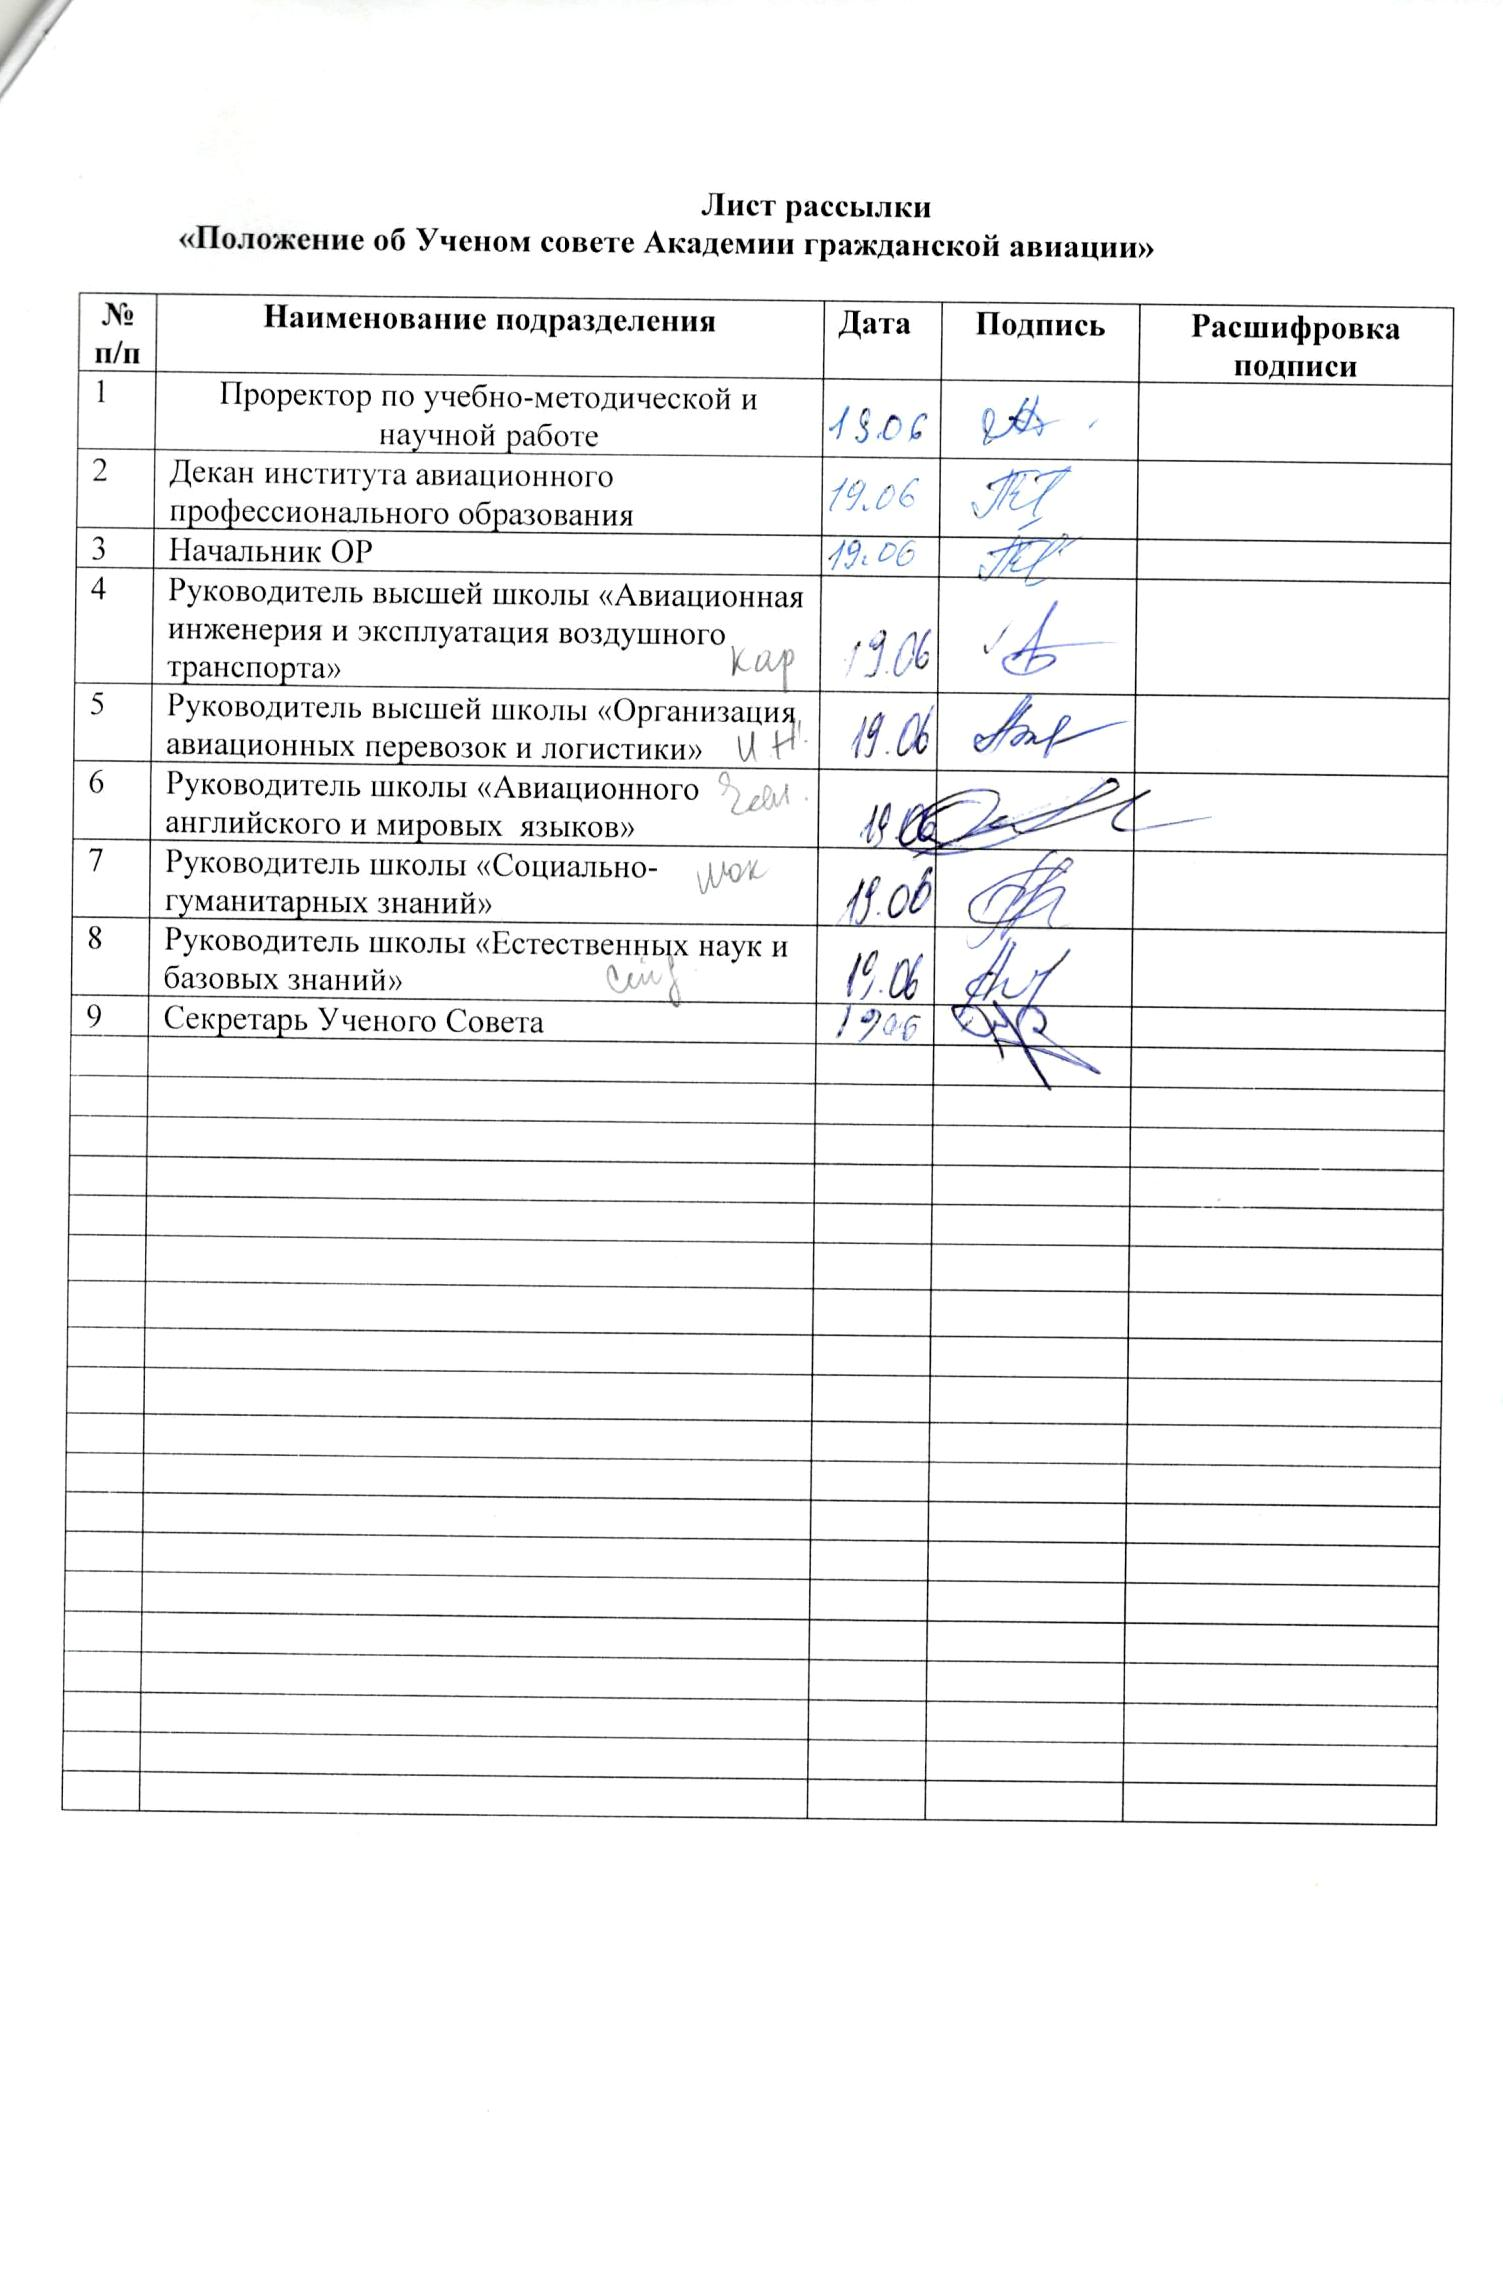 Лист рассылки
«Положение об Ученом совете Академии гражданской авиации»
№ п/п
Наименование подразделения
Дата
Подпись
Расшифровка подписи
1
Проректор по учебно-методической и
научной работе
19.06
2
Декан института авиационного
профессионального образования
19.06
3
Начальник ОР
19.06
4
Руководитель высшей школы «Авиационная
инженерия и эксплуатация воздушного
транспорта»
кар
19.06
5
Руководитель высшей школы «Организация
авиационных перевозок и логистики»
19.06
6
Руководитель школы «Авиационного
английского и мировых языков»
19.06
7
Руководитель школы «Социально-
гуманитарных знаний»
19.06
8
Руководитель школы «Естественных наук и
базовых знаний»
19.06
9
Секретарь Ученого Совета
19 06